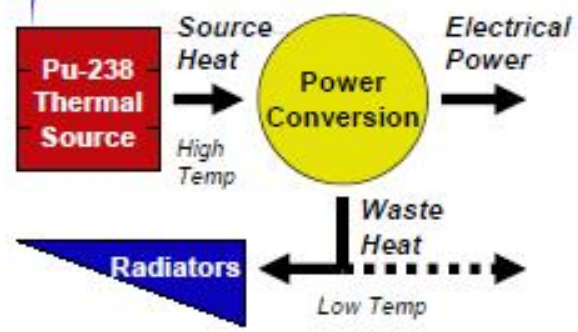 Source
Heat
Electrical
Power
Pu-238
Thermal
Source
Power
Conversion
High
Temp
Waste
Heat
Radiators
Low Temp